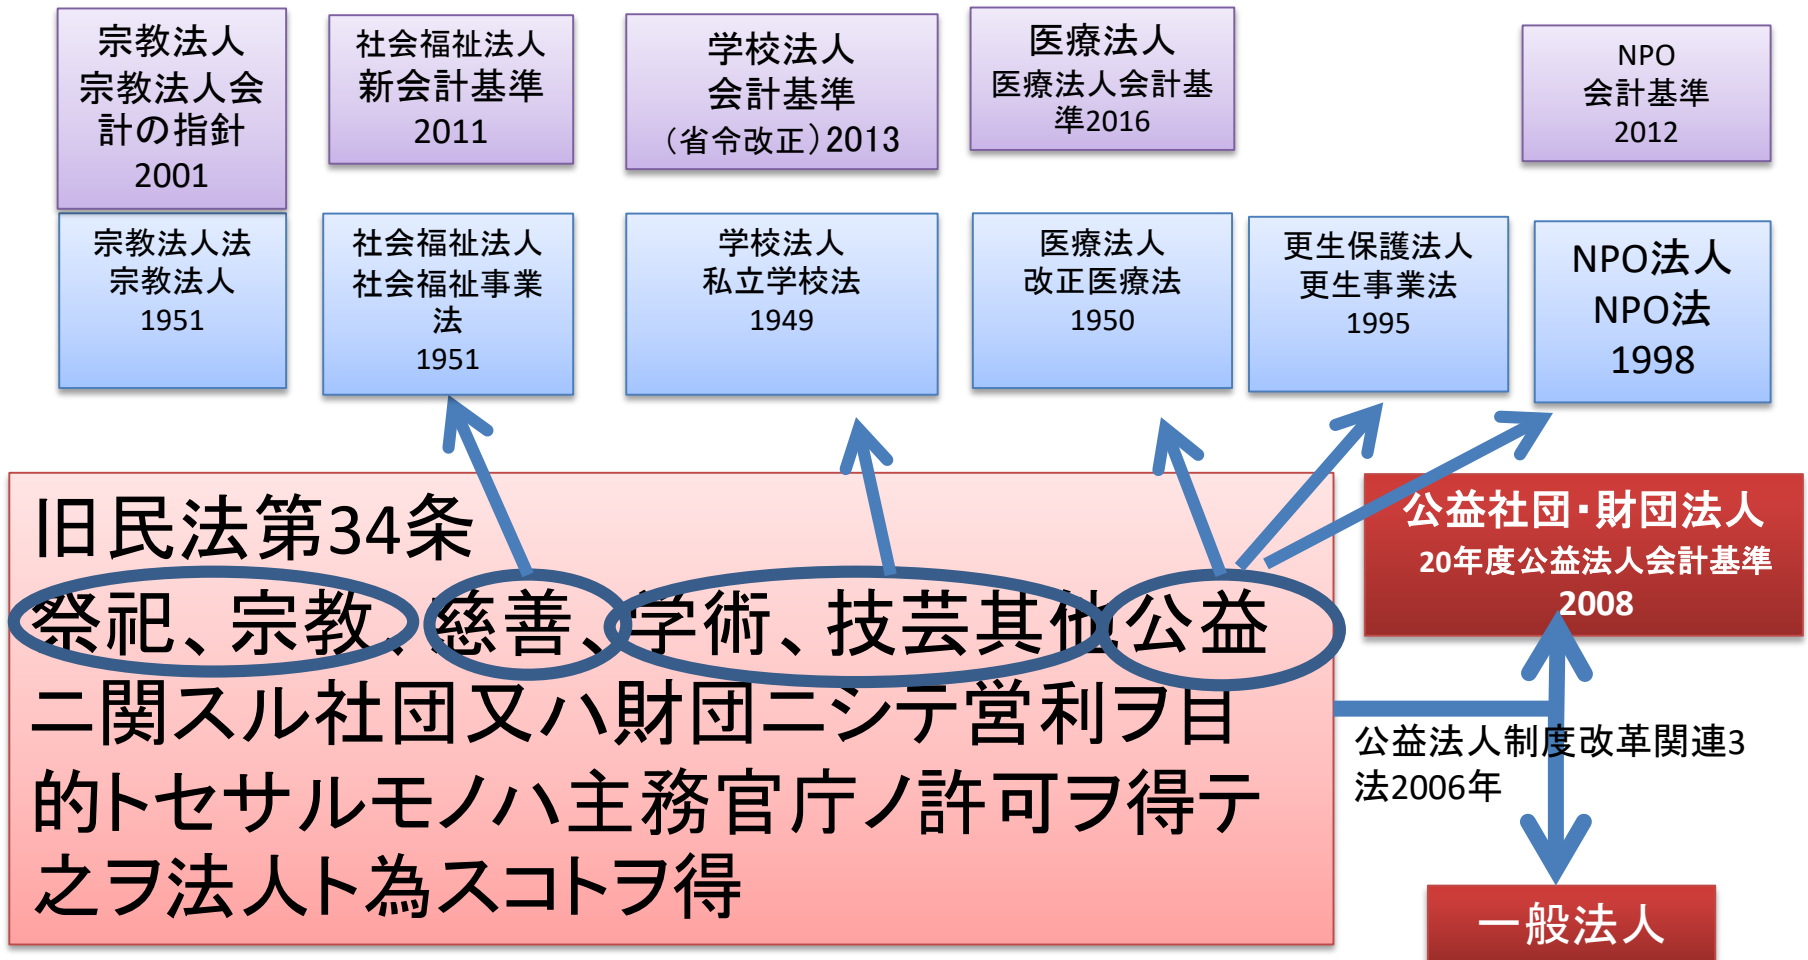 宗教法人
宗教法人会
計の指針
2001
社会福祉法人
新会計基準
2011
学校法人
会計基準
（省令改正）2013
医療法人
医療法人会計基
準2016
NPO
会計基準
2012
宗教法人法
宗教法人
1951
社会福祉法人
社会福祉事業
法
1951
学校法人
私立学校法
1949
医療法人
改正医療法
1950
更生保護法人
更生事業法
1995
NPO法人
NPO法
1998
旧民法第34条
祭祀、宗教、慈善、学術、技芸其他公益
ニ関スル社団又ハ財団ニシテ営利ヲ目
的トセサルモノハ主務官庁ノ許可ヲ得テ
之ヲ法人ト為スコトヲ得
公益社団・財団法人
20年度公益法人会計基準
2008
公益法人制度改革関連3
法2006年
一般法人